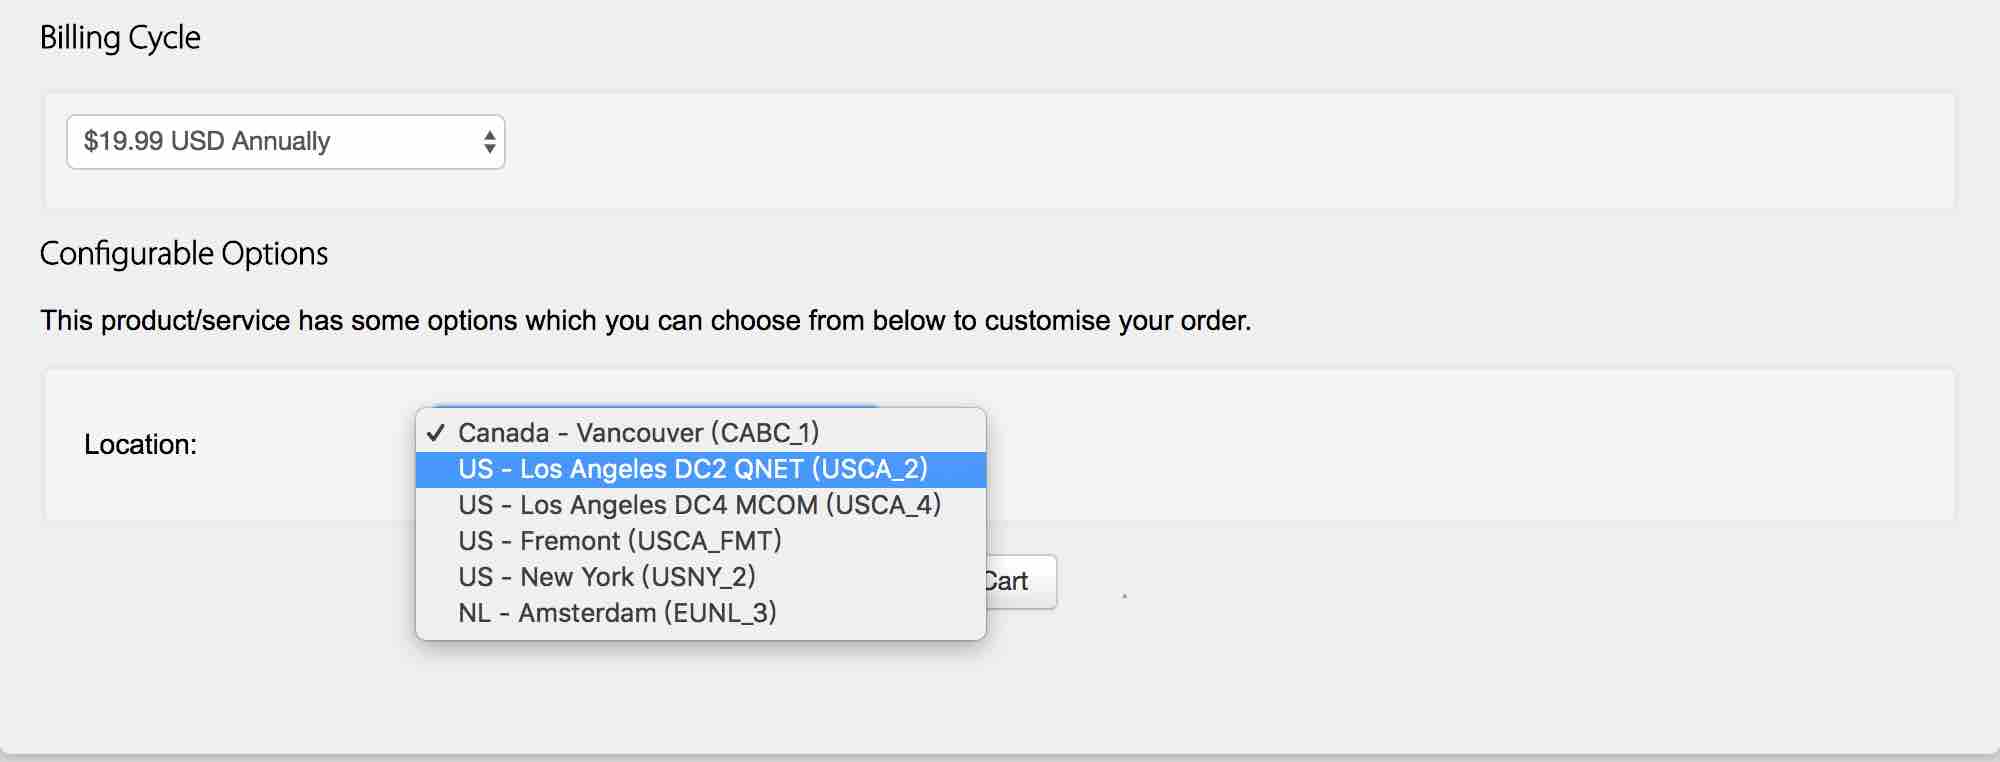 Billing Cycle
$19.99 USD Annually
Configurable Options
This product/service has some options which you can choose from below to customise your order.
Location:
✓ Canada - Vancouver (CABC_1)
US - Los Angeles DC2 QNET (USCA_2)
US - Los Angeles DC4 MCOM (USCA_4)
US - Fremont (USCA_FMT)
US - New York (USNY_2)
NL - Amsterdam (EUNL_3)
Cart